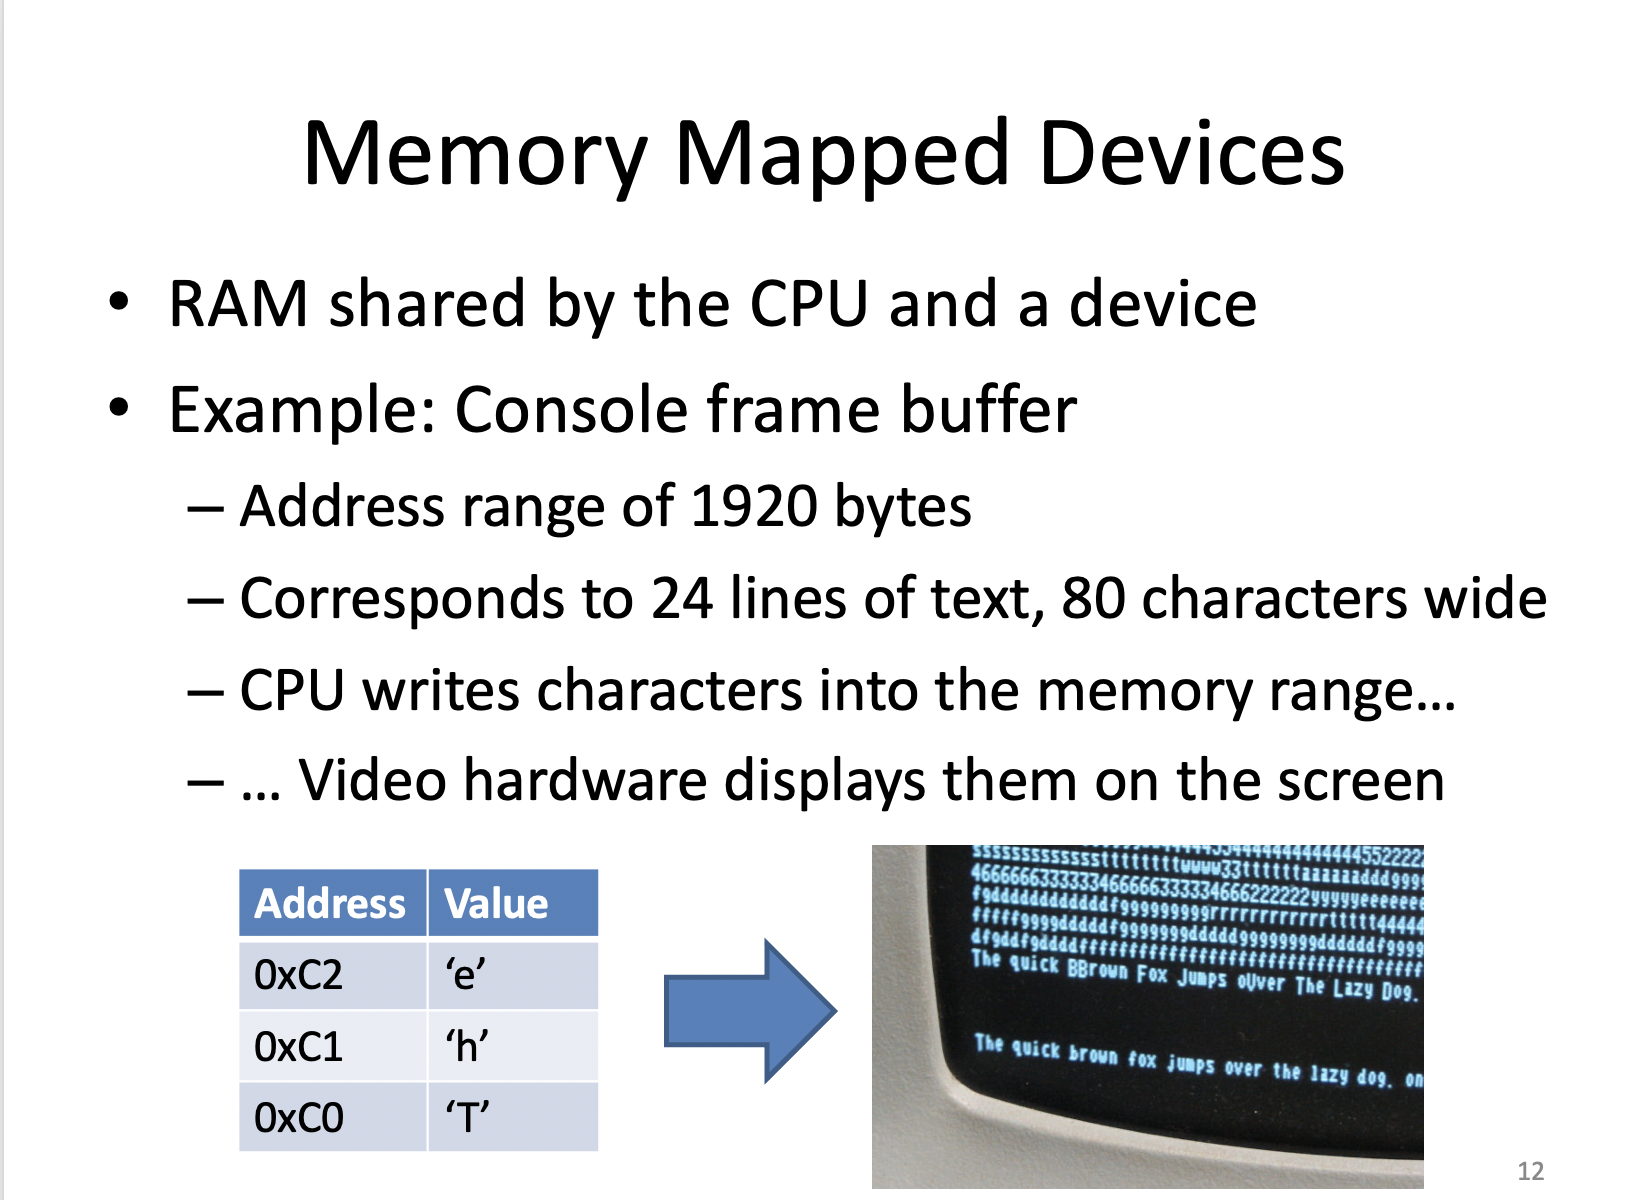 Memory Mapped Devices
• RAM shared by the CPU and a device
• Example: Console frame buffer
– Address range of 1920 bytes
– Corresponds to 24 lines of text, 80 characters wide
– CPU writes characters into the memory range…
– … Video hardware displays them on the screen
Address Value
0xC2 ‘e’
0xC1 ‘h’
0xC0 ‘T’
The quick BBrown Fox Jumps oUver The Lazy Dog.
The quick brown fox jumps over the lazy dog. on
12